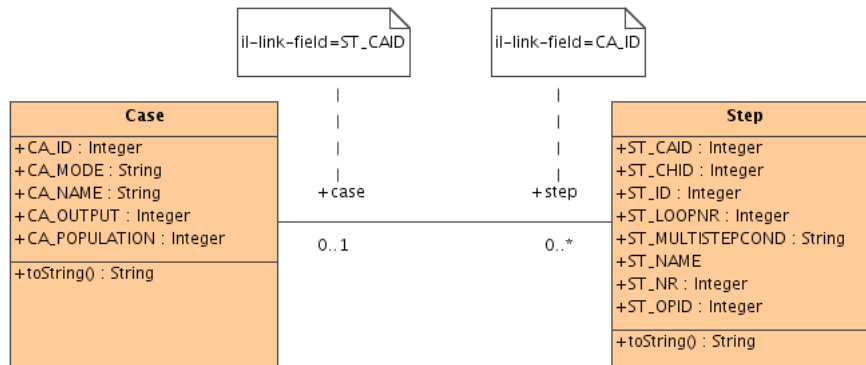 il-link-field=ST_CAID
il-link-field=CA_ID
Case
+CA_ID : Integer
+CA_MODE : String
+CA_NAME : String
+CA_OUTPUT : Integer
+CA_POPULATION : Integer
+toString() : String
+case
+step
0..1
0..*
Step
+ST_CAID : Integer
+ST_CHID : Integer
+ST_ID : Integer
+ST_LOOPNR : Integer
+ST_MULTISTEPCOND : String
+ST_NAME
+ST_NR : Integer
+ST_OPID : Integer
+toString() : String